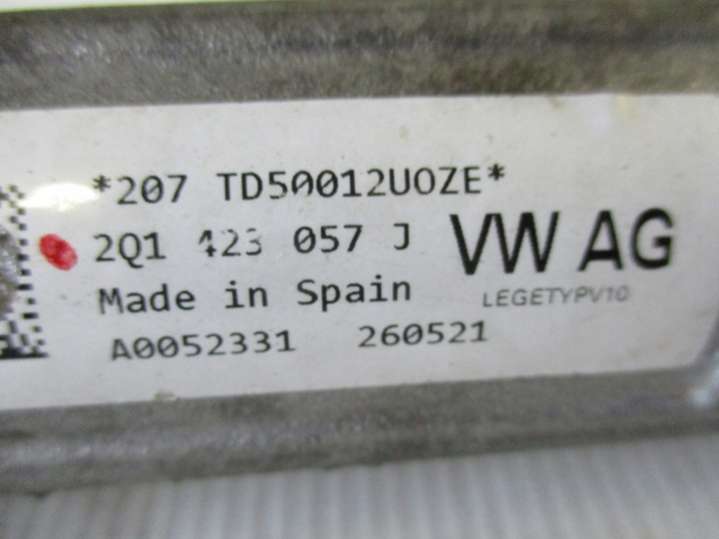 *207 TD50012UOZE*
2Q1 423 057 J
VW AG
Made in Spain
LEGETYPV10
A0052331 260521